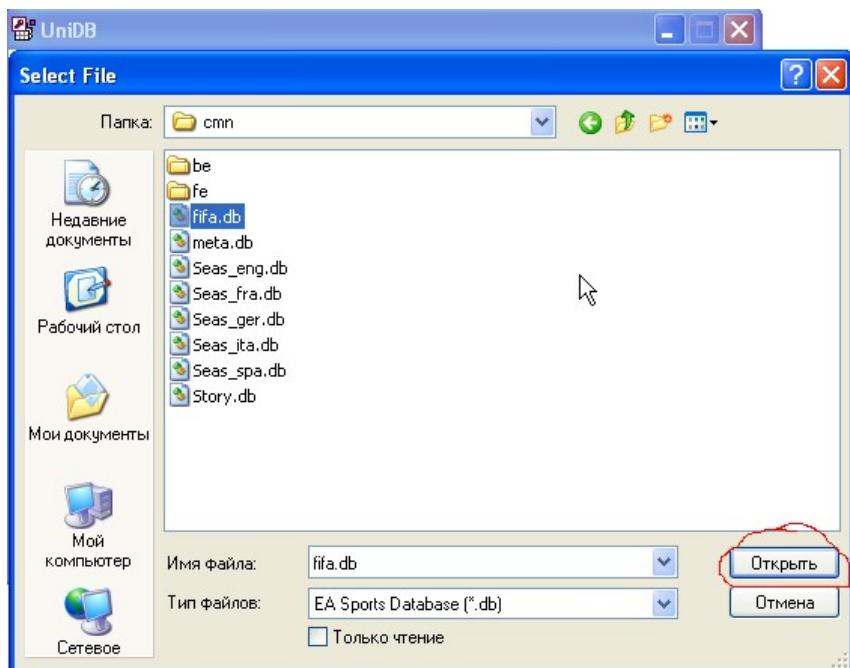 UniDB
Select File
Папка:
cmn
be
fe
fifa.db
meta.db
Seas_eng.db
Seas_fra.db
Seas_ger.db
Seas_ita.db
Seas_spa.db
Story.db
Недавние
документы
Рабочий стол
Мои документы
Мой
компьютер
Сетевое
Имя файла:
fifa.db
Открыть
Тип файлов:
EA Sports Database (*.db)
Отмена
Только чтение